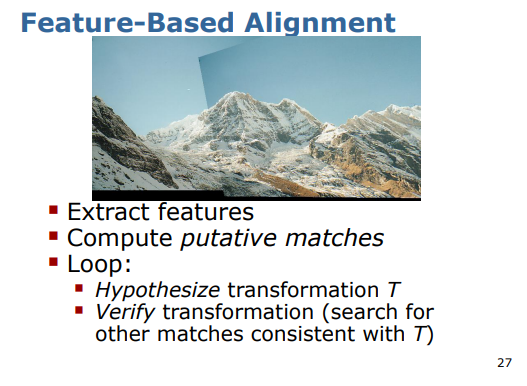 Feature-Based Alignment
Extract features
Compute putative matches
Loop:
Hypothesize transformation T
Verify transformation (search for
other matches consistent with T)
27